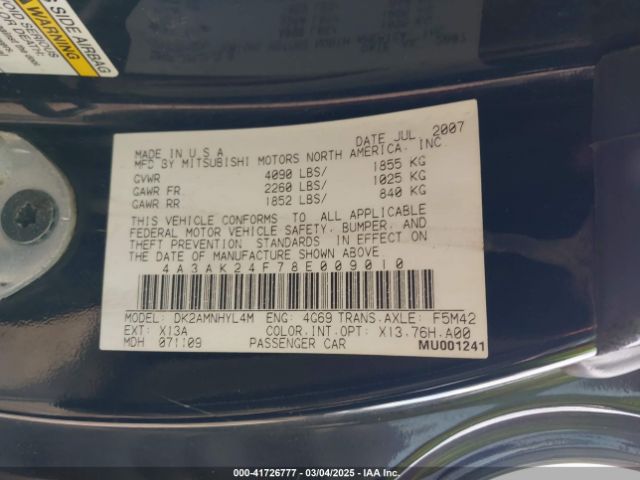 S SIDE AIRBAG
WARNING
MADE IN U S A DATE JUL. 2007
MFD BY MITSUBISHI MOTORS NORTH AMERICA. INC.
GVWR 4090 LBS/ 1855 KG
GAWR FR 2260 LBS/ 1025 KG
GAWR RR 1852 LBS/ 840 KG
THIS VEHICLE CONFORMS TO ALL APPLICABLE
FEDERAL MOTOR VEHICLE SAFETY, BUMPER, AND
THEFT PREVENTION STANDARDS IN EFFECT ON
THE DATE OF MANUFACTURE SHOWN ABOVE
4A3AK24F78E009010
MODEL: DK2AMNHYL4M ENG: 4G69 TRANS.AXLE: F5M42
EXT: X13A COLOR.INT.OPT: X13.76H.A00
MDH 071109 PASSENGER CAR MU001241
000-41726777 - 03/04/2025 - IAA Inc.